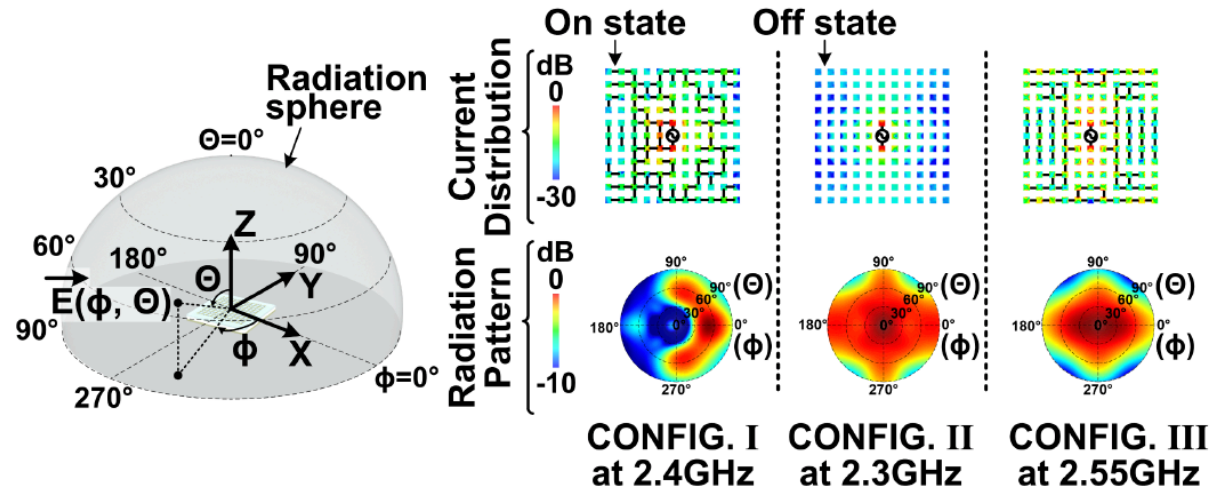 Radiation
sphere
Θ=0°
30°
60°
90°
180°
90°
270°
ϕ=0°
Z
Y
X
Θ
ϕ
E(ϕ, Θ)
On state
Off state
Current
Distribution
dB
0
-30
Radiation
Pattern
dB
0
-10
90°
(Θ)
90°
60°
30°
180°
0°
0°
(ϕ)
270°
90°
(Θ)
90°
60°
30°
180°
0°
0°
(ϕ)
270°
90°
(Θ)
90°
60°
30°
180°
0°
0°
(ϕ)
270°
CONFIG. I
at 2.4GHz
CONFIG. II
at 2.3GHz
CONFIG. III
at 2.55GHz